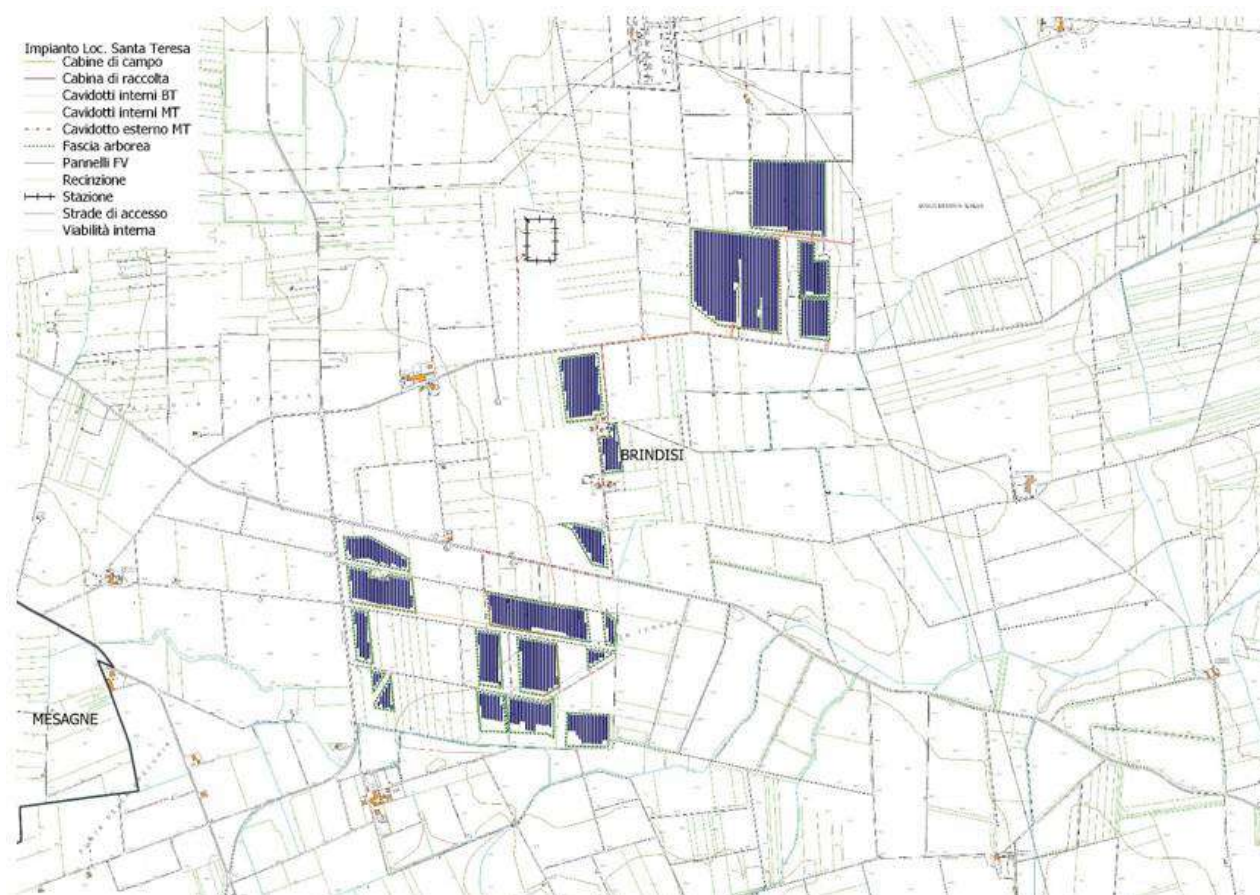 Impianto Loc. Santa Teresa
Cabine di campo
Cabina di raccolta
Cavidotti interni BT
Cavidotti interni MT
Cavidotto esterno MT
Fascia arborea
Pannelli FV
Recinzione
Stazione
Strade di accesso
Viabilità interna
BRINDISI
MESAGNE